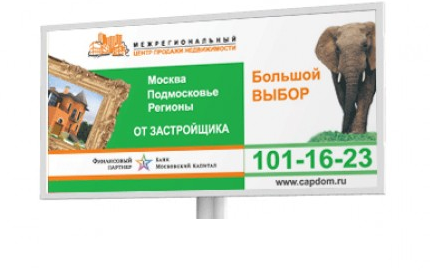 МЕЖРЕГИОНАЛЬНЫЙ
ЦЕНТР ПРОДАЖИ НЕДВИЖИМОСТИ
Москва
Подмосковье
Регионы
ОТ ЗАСТРОЙЩИКА
Большой
ВЫБОР
Финансовый
партнер
Банк
Московский Капитал
101-16-23
www.capdom.ru